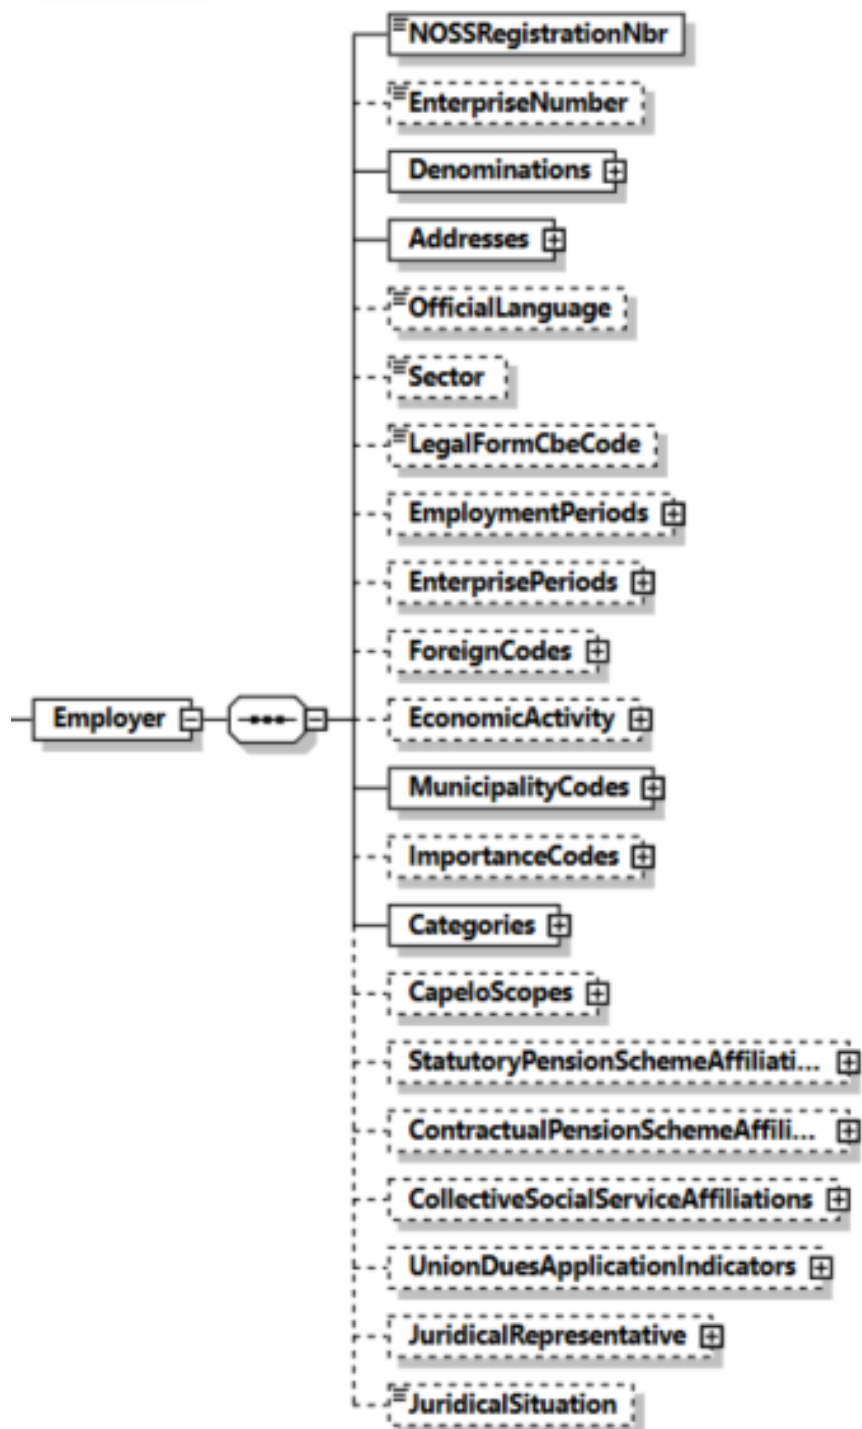 NOSSRegistrationNbr
EnterpriseNumber
Denominations
Addresses
OfficialLanguage
Sector
LegalFormCbeCode
EmploymentPeriods
EnterprisePeriods
ForeignCodes
Employer
EconomicActivity
MunicipalityCodes
ImportanceCodes
Categories
CapeloScopes
StatutoryPensionSchemeAffiliati...
ContractualPensionSchemeAffili...
CollectiveSocialServiceAffiliations
UnionDuesApplicationIndicators
JuridicalRepresentative
JuridicalSituation